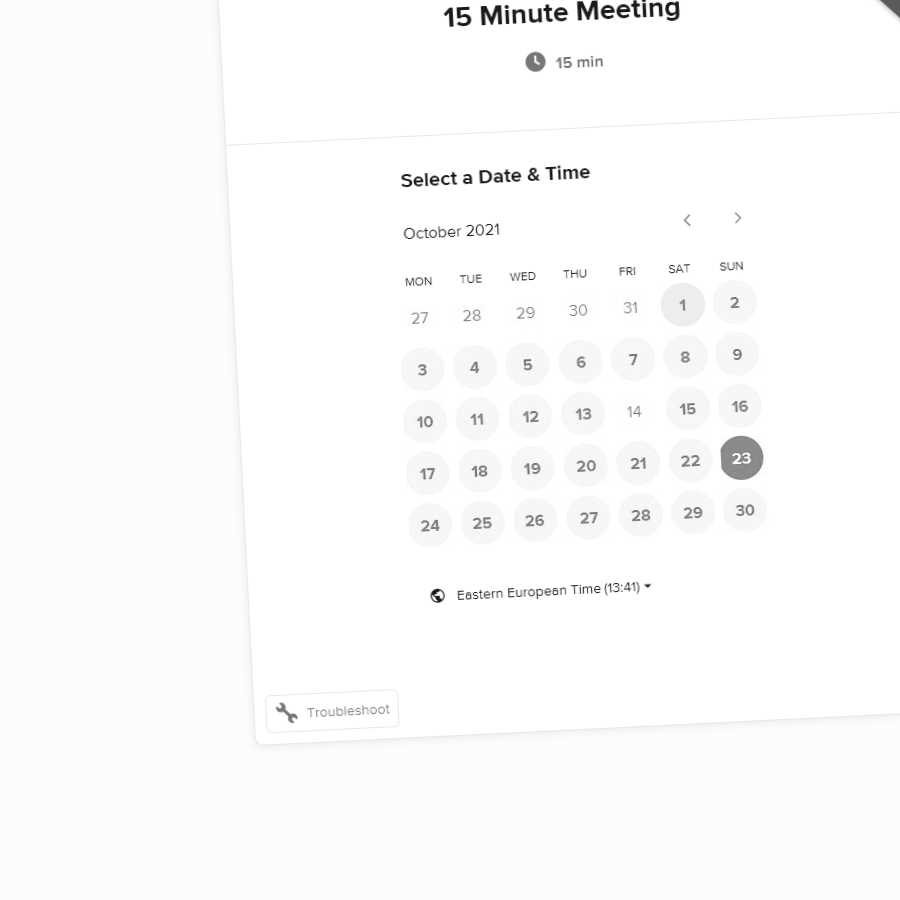 15 Minute Meeting
15 min
Select a Date & Time
October 2021
MON TUE WED THU FRI SAT SUN
27 28 29 30 31 1 2
3 4 5 6 7 8 9
10 11 12 13 14 15 16
17 18 19 20 21 22 23
24 25 26 27 28 29 30
Eastern European Time (13:41)
Troubleshoot